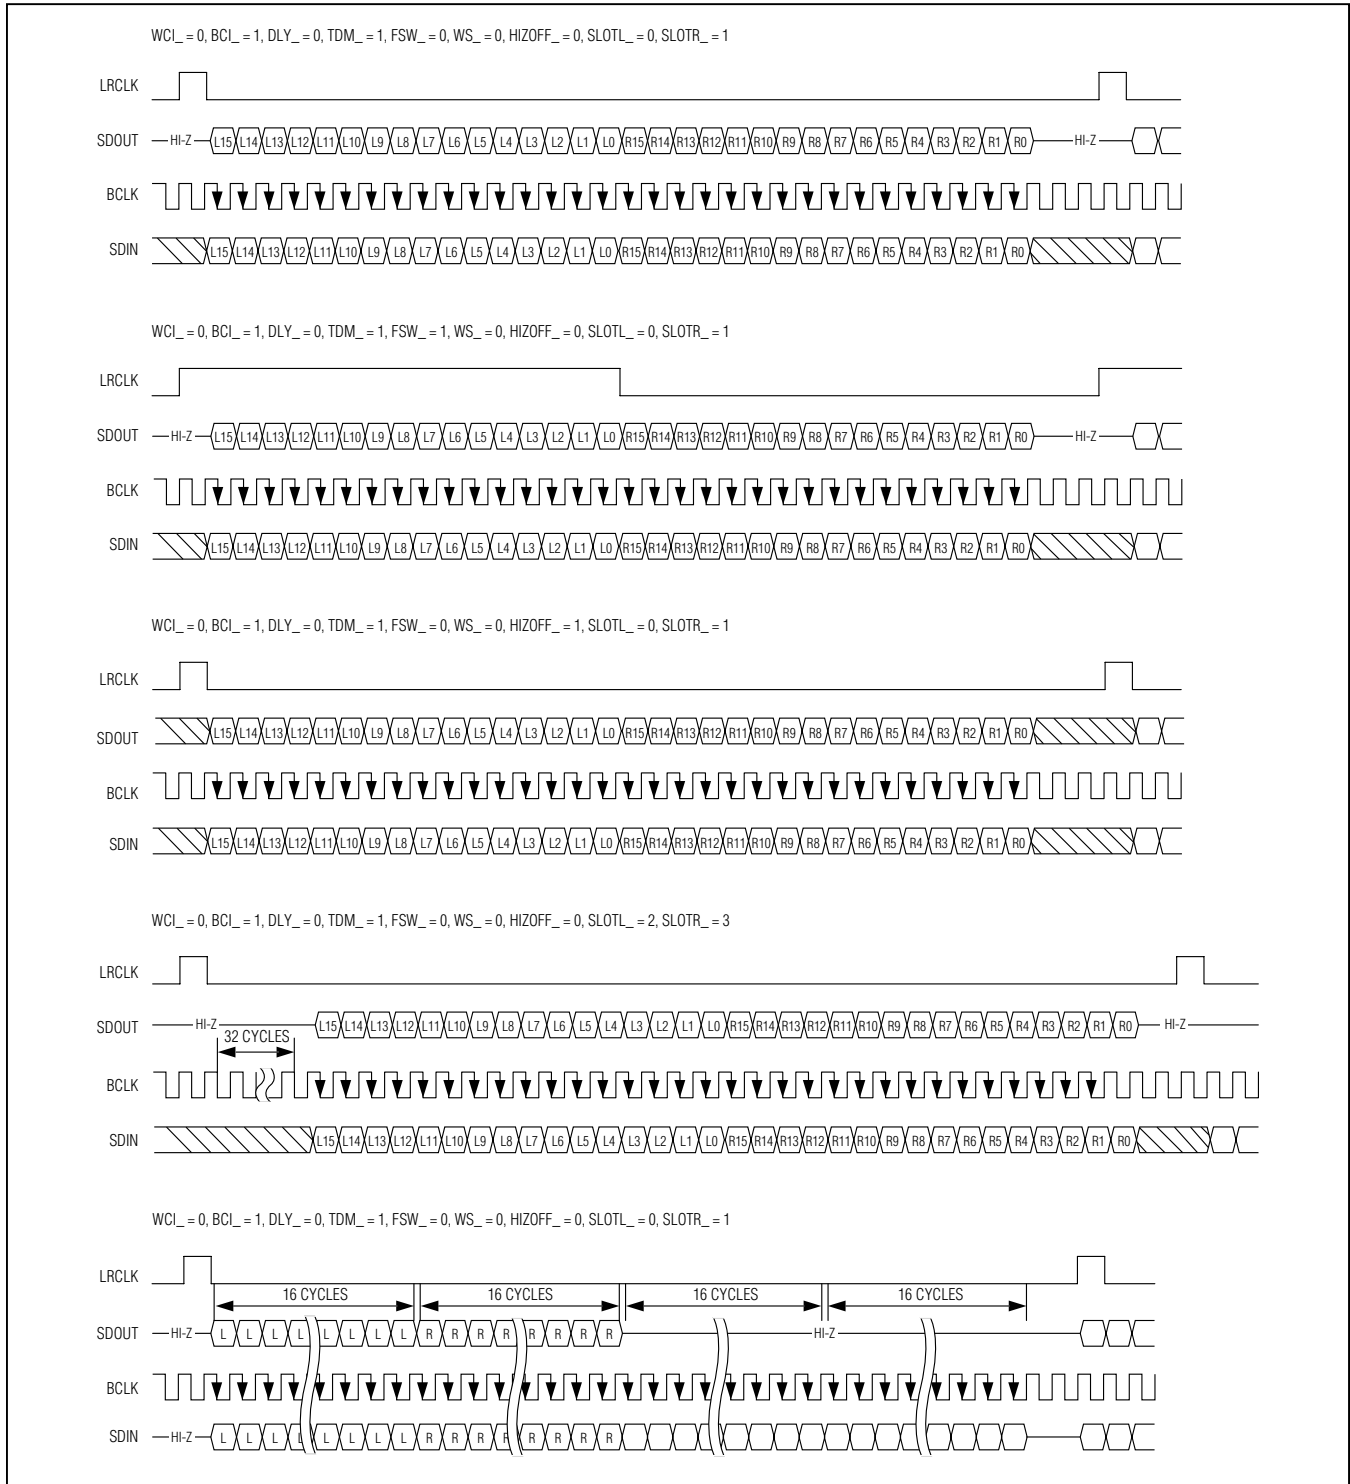 WCI_ = 0, BCI_ = 1, DLY_ = 0, TDM_ = 1, FSW_ = 0, WS_ = 0, HIZOFF_ = 0, SLOTL_ = 0, SLOTR_ = 1
LRCLK
SDOUT HI-Z L15 L14 L13 L12 L11 L10 L9 L8 L7 L6 L5 L4 L3 L2 L1 L0 R15 R14 R13 R12 R11 R10 R9 R8 R7 R6 R5 R4 R3 R2 R1 R0 HI-Z
BCLK
SDIN L15 L14 L13 L12 L11 L10 L9 L8 L7 L6 L5 L4 L3 L2 L1 L0 R15 R14 R13 R12 R11 R10 R9 R8 R7 R6 R5 R4 R3 R2 R1 R0
WCI_ = 0, BCI_ = 1, DLY_ = 0, TDM_ = 1, FSW_ = 1, WS_ = 0, HIZOFF_ = 0, SLOTL_ = 0, SLOTR_ = 1
LRCLK
SDOUT HI-Z L15 L14 L13 L12 L11 L10 L9 L8 L7 L6 L5 L4 L3 L2 L1 L0 R15 R14 R13 R12 R11 R10 R9 R8 R7 R6 R5 R4 R3 R2 R1 R0 HI-Z
BCLK
SDIN L15 L14 L13 L12 L11 L10 L9 L8 L7 L6 L5 L4 L3 L2 L1 L0 R15 R14 R13 R12 R11 R10 R9 R8 R7 R6 R5 R4 R3 R2 R1 R0
WCI_ = 0, BCI_ = 1, DLY_ = 0, TDM_ = 1, FSW_ = 0, WS_ = 0, HIZOFF_ = 1, SLOTL_ = 0, SLOTR_ = 1
LRCLK
SDOUT L15 L14 L13 L12 L11 L10 L9 L8 L7 L6 L5 L4 L3 L2 L1 L0 R15 R14 R13 R12 R11 R10 R9 R8 R7 R6 R5 R4 R3 R2 R1 R0
BCLK
SDIN L15 L14 L13 L12 L11 L10 L9 L8 L7 L6 L5 L4 L3 L2 L1 L0 R15 R14 R13 R12 R11 R10 R9 R8 R7 R6 R5 R4 R3 R2 R1 R0
WCI_ = 0, BCI_ = 1, DLY_ = 0, TDM_ = 1, FSW_ = 0, WS_ = 0, HIZOFF_ = 0, SLOTL_ = 2, SLOTR_ = 3
LRCLK
SDOUT HI-Z L15 L14 L13 L12 L11 L10 L9 L8 L7 L6 L5 L4 L3 L2 L1 L0 R15 R14 R13 R12 R11 R10 R9 R8 R7 R6 R5 R4 R3 R2 R1 R0 HI-Z
32 CYCLES
BCLK
SDIN L15 L14 L13 L12 L11 L10 L9 L8 L7 L6 L5 L4 L3 L2 L1 L0 R15 R14 R13 R12 R11 R10 R9 R8 R7 R6 R5 R4 R3 R2 R1 R0
WCI_ = 0, BCI_ = 1, DLY_ = 0, TDM_ = 1, FSW_ = 0, WS_ = 0, HIZOFF_ = 0, SLOTL_ = 0, SLOTR_ = 1
LRCLK
16 CYCLES 16 CYCLES 16 CYCLES 16 CYCLES
SDOUT HI-Z L L L L L L L L R R R R R R R R HI-Z
BCLK
SDIN HI-Z L L L L L L L L R R R R R R R R